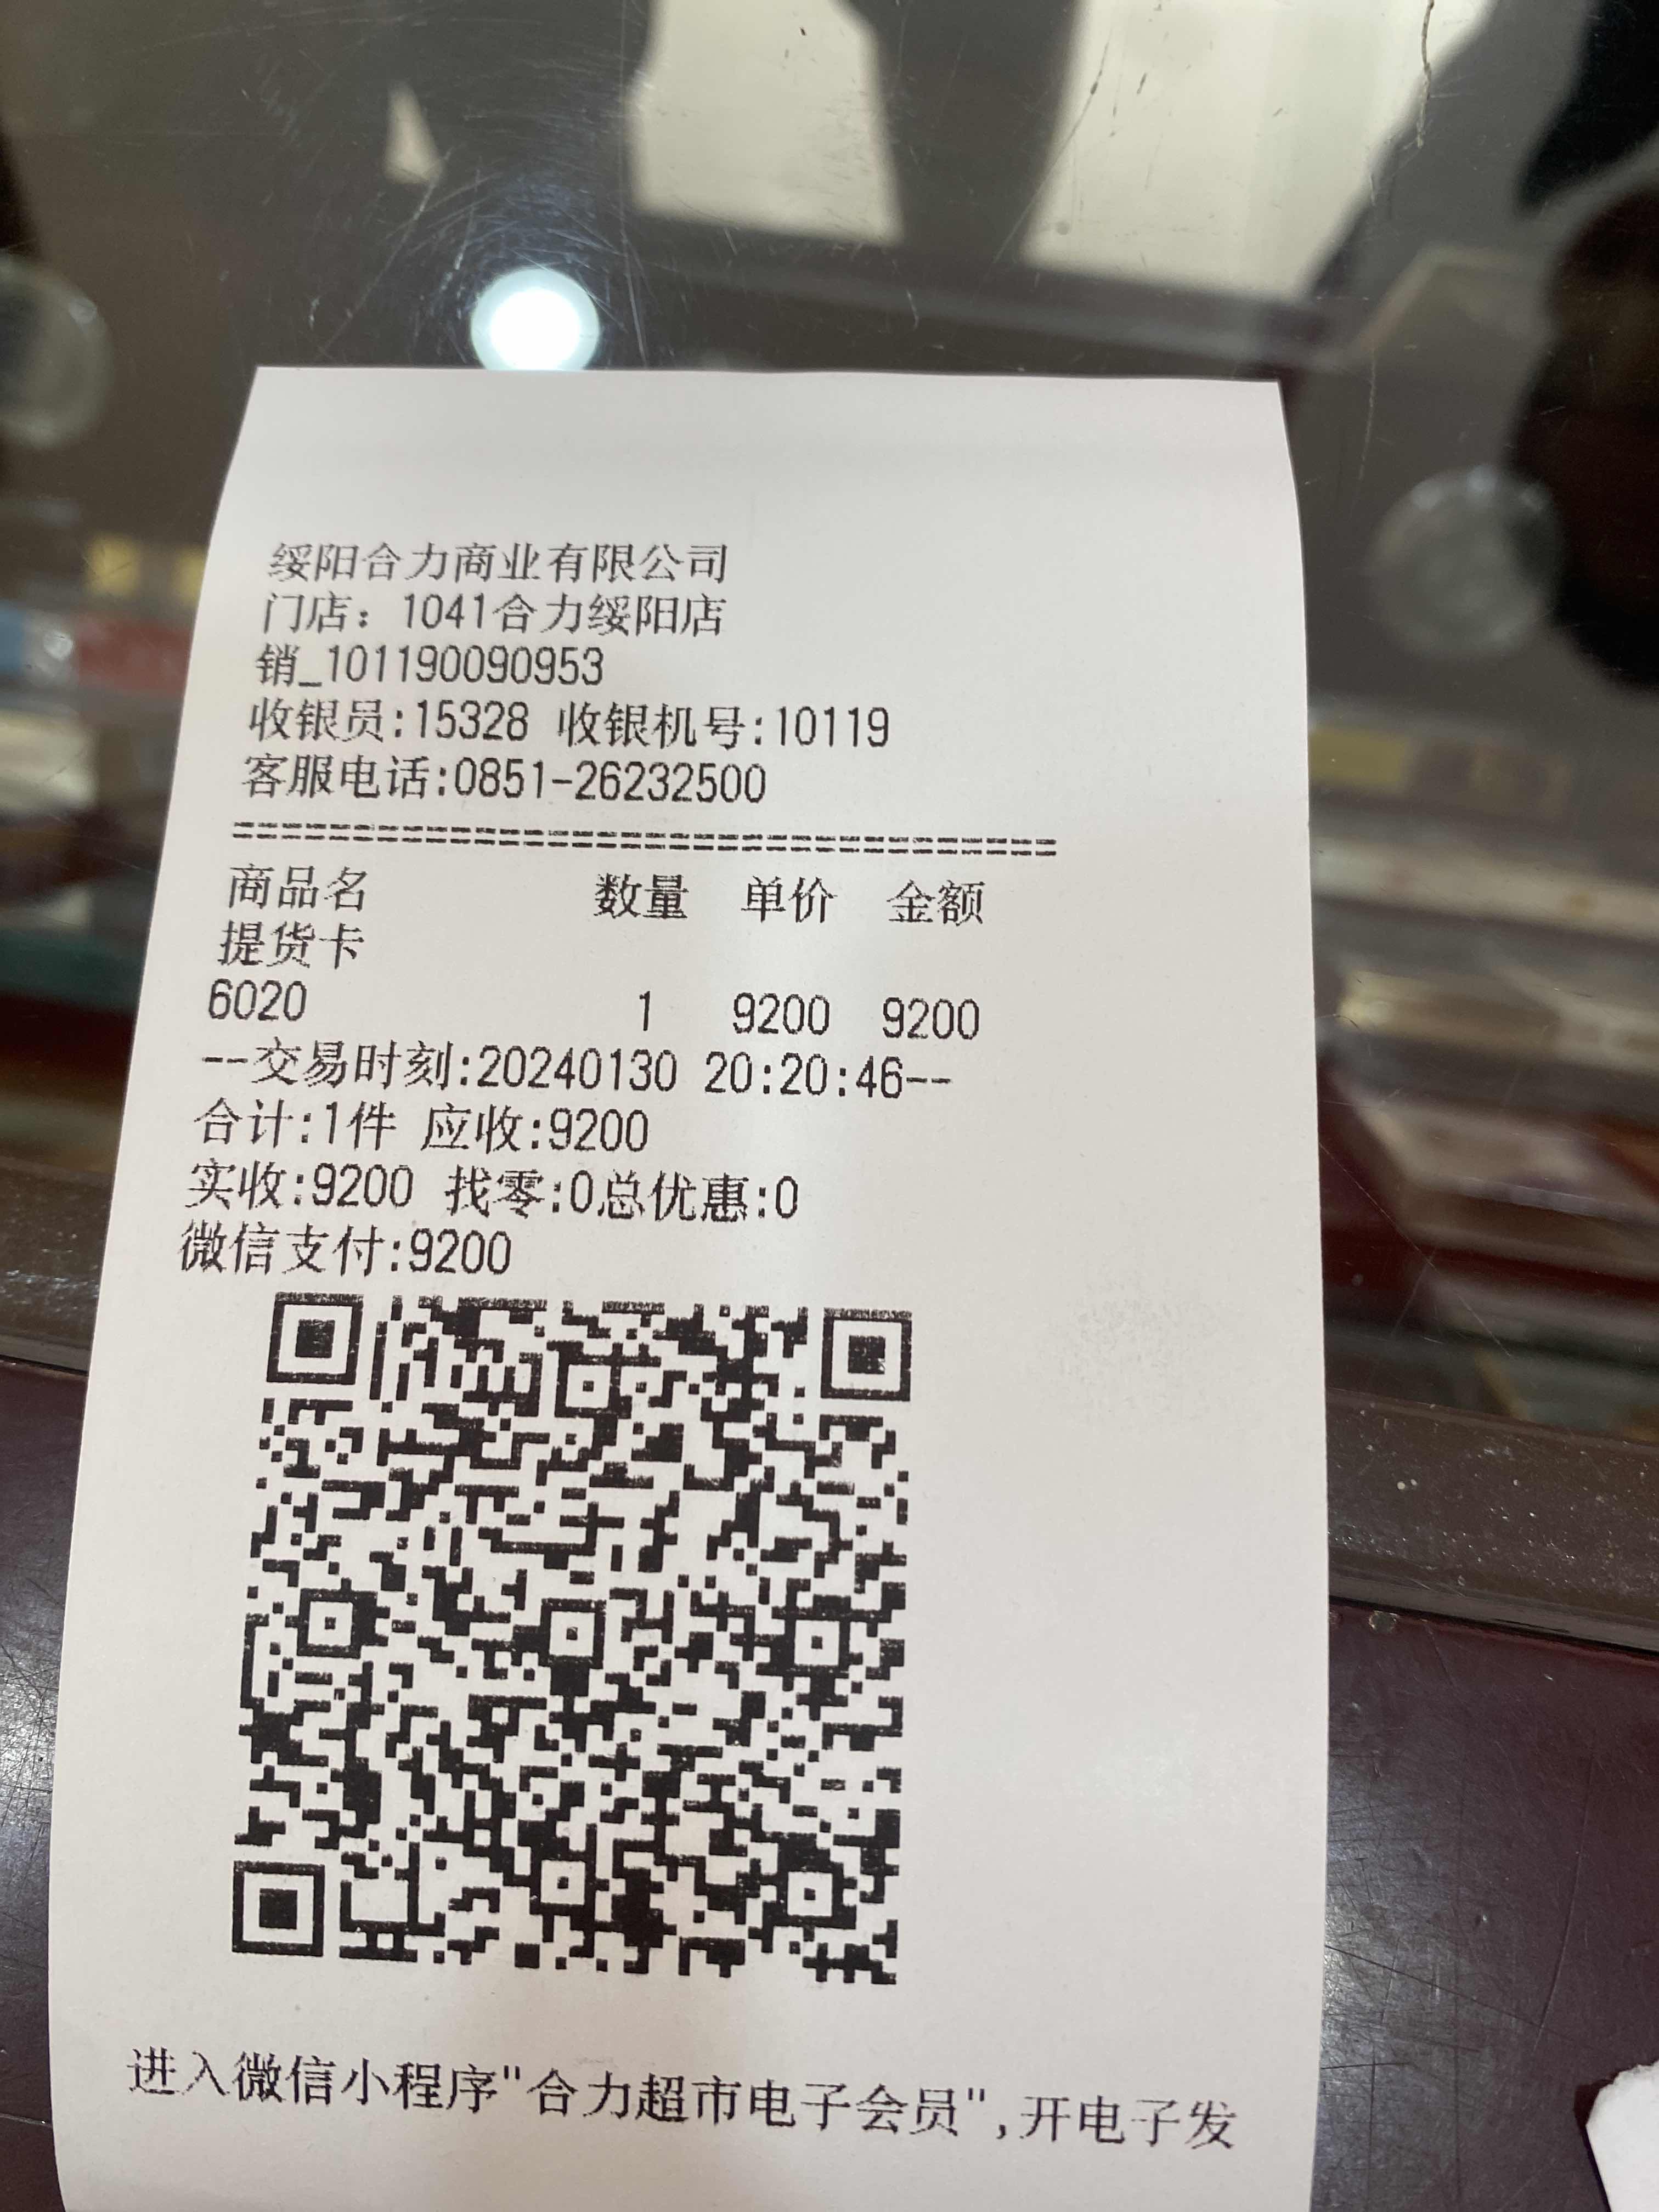 绥阳合力商业有限公司
门店：1041合力绥阳店
销_101190090953
收银员:15328 收银机号:10119
客服电话:0851-26232500
==================================
商品名 数量 单价 金额
提货卡
6020 1 9200 9200
--交易时刻:20240130 20:20:46--
合计:1件 应收:9200
实收:9200 找零:0总优惠:0
微信支付:9200
进入微信小程序"合力超市电子会员",开电子发